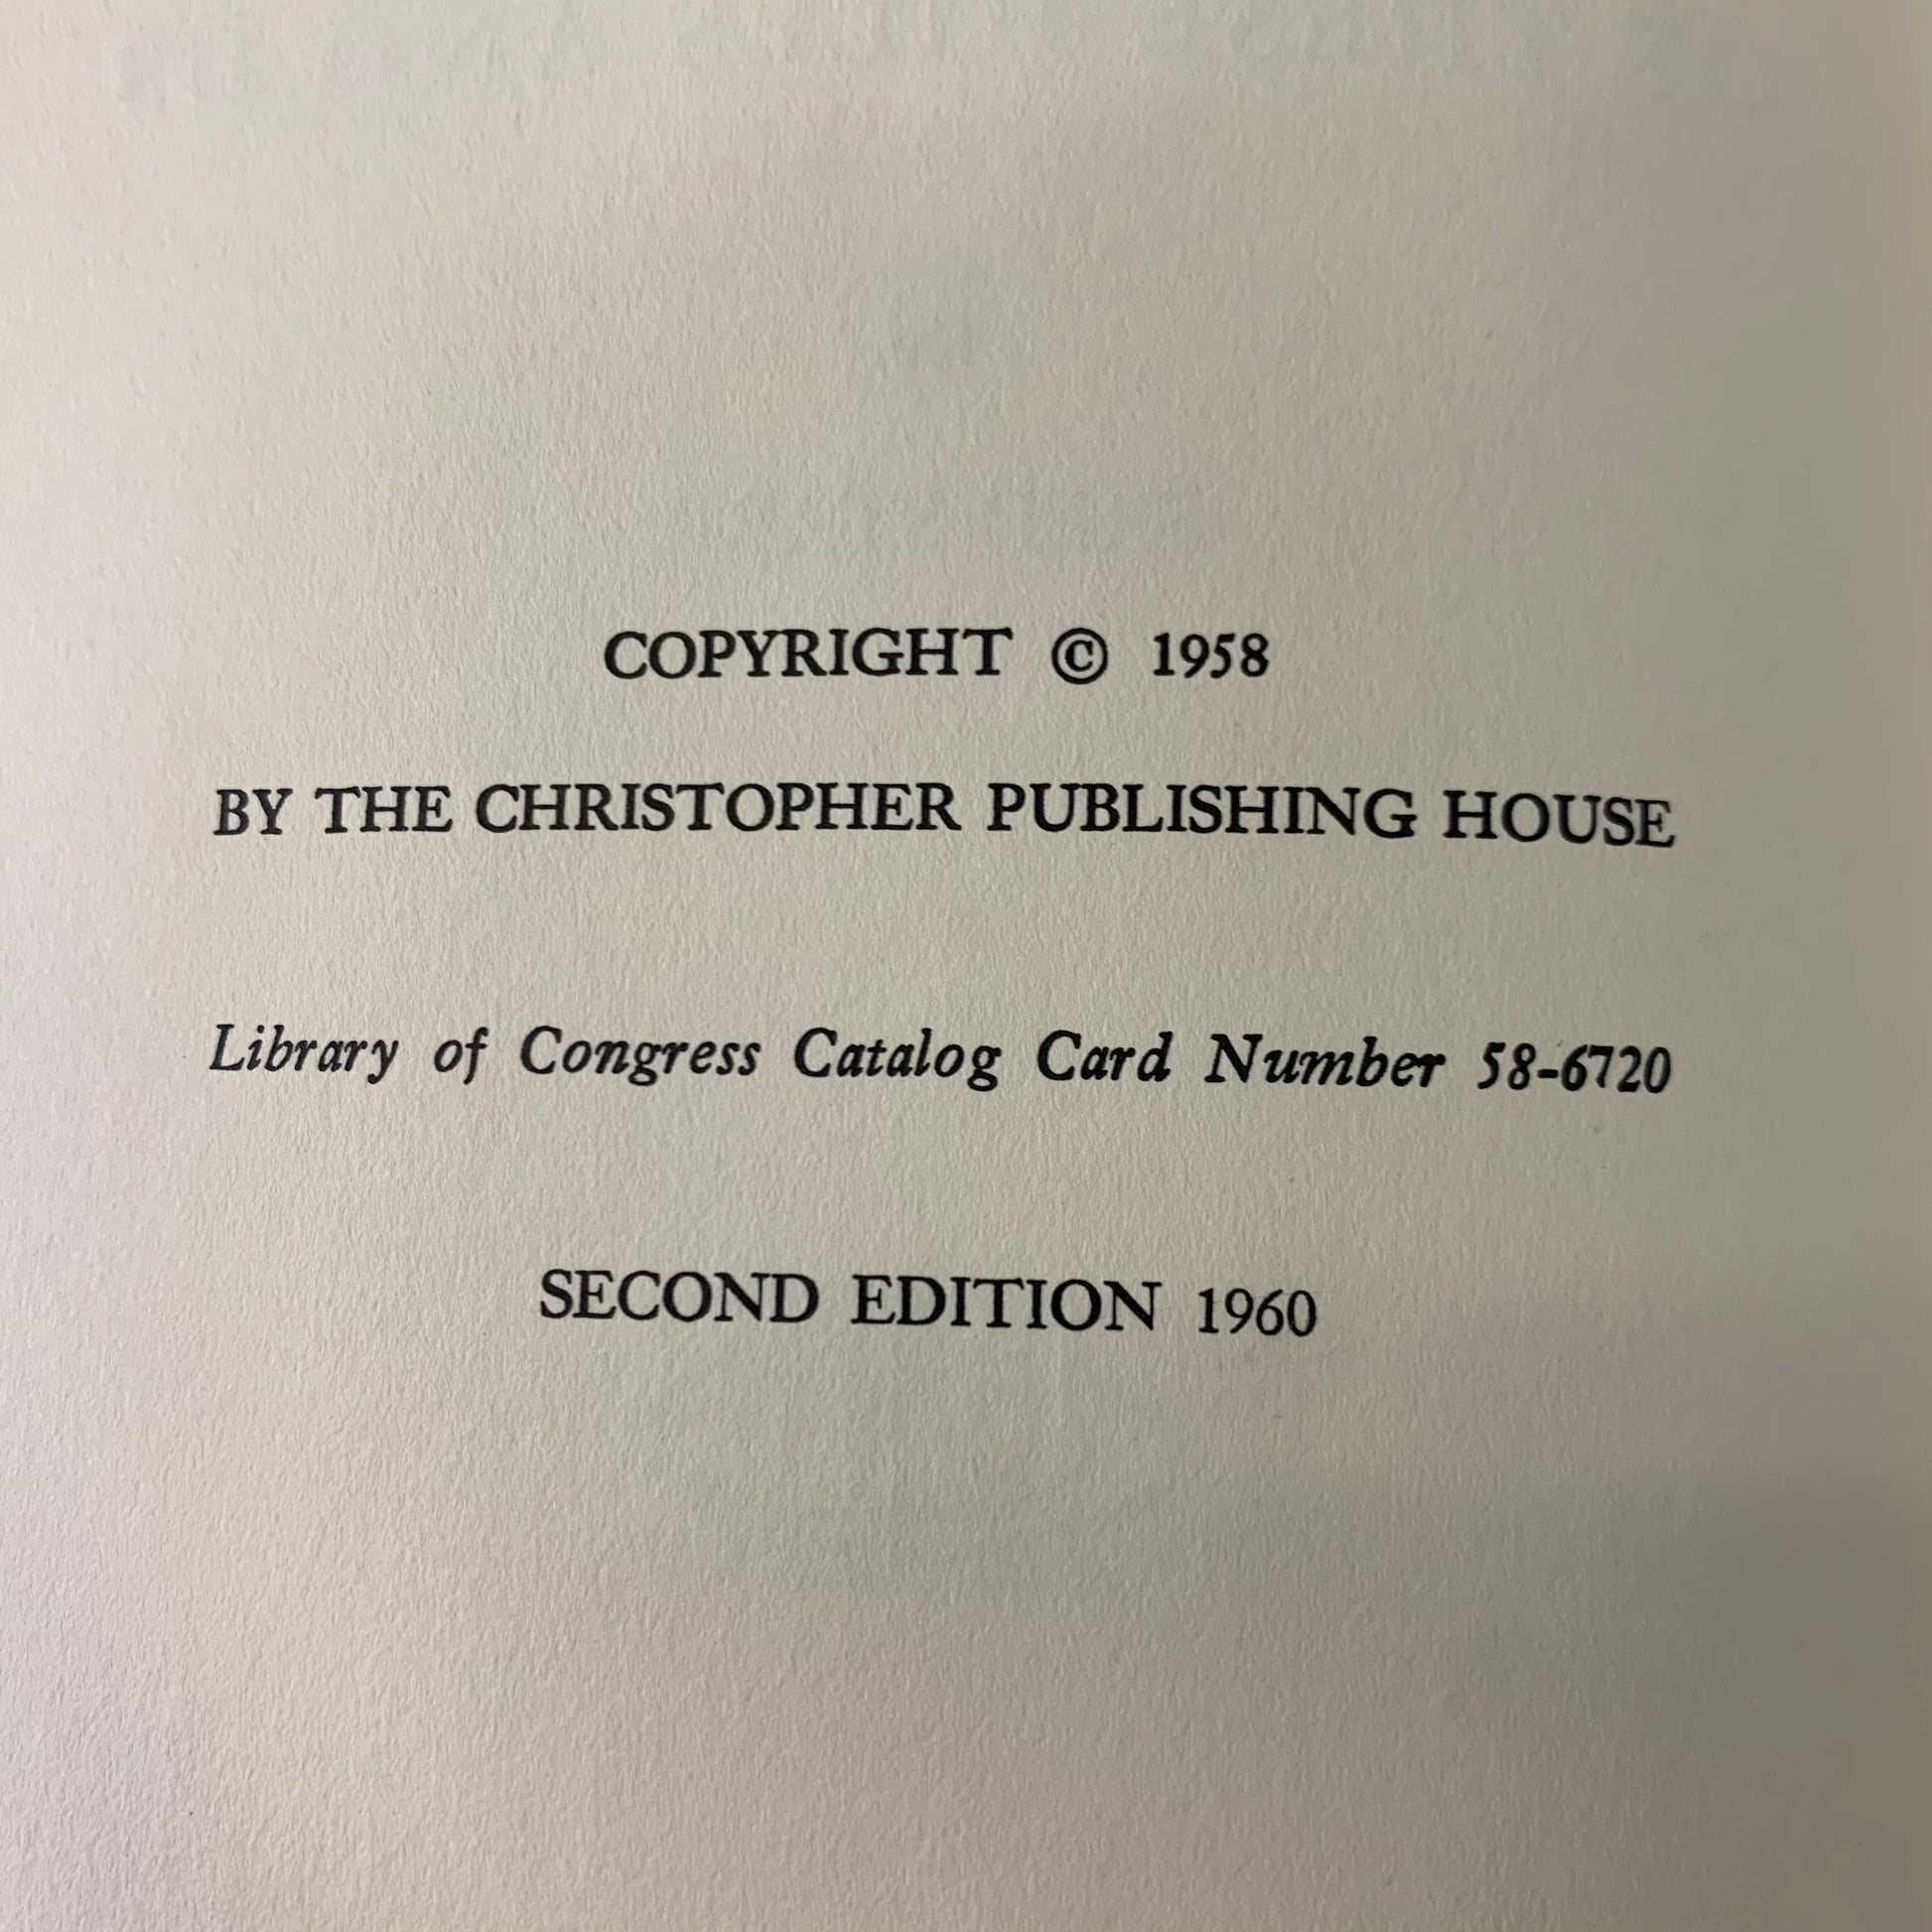 COPYRIGHT © 1958
BY THE CHRISTOPHER PUBLISHING HOUSE
Library of Congress Catalog Card Number 58-6720
SECOND EDITION 1960